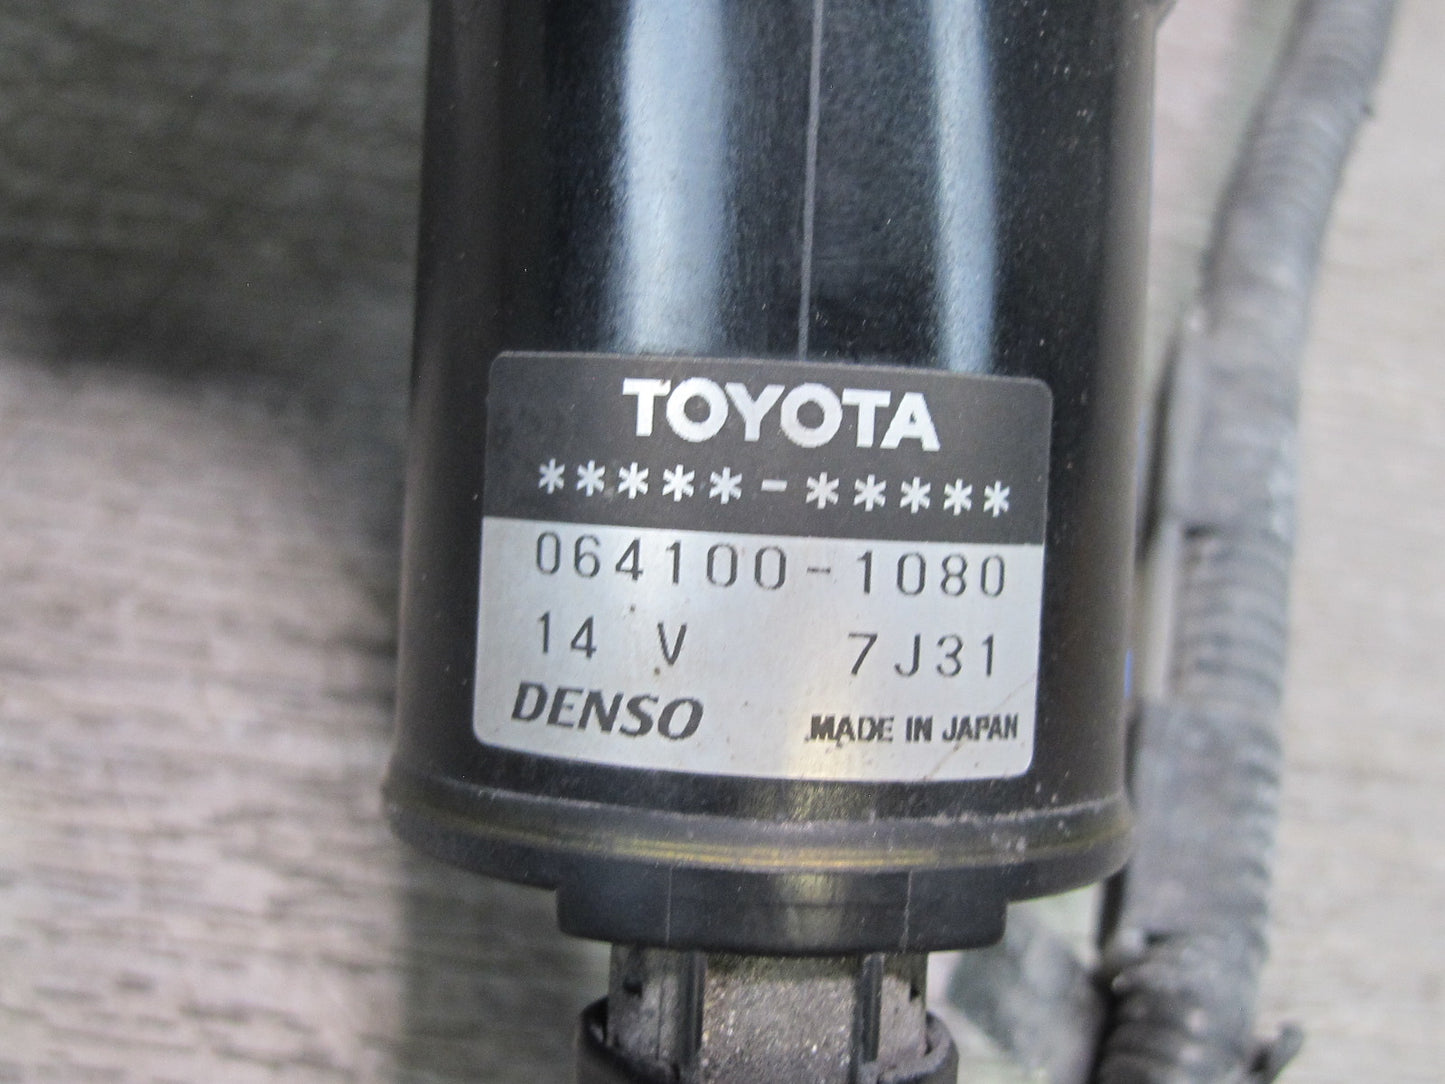 TOYOTA
*****-*****
064100-1080
14 V 7J31
DENSO MADE IN JAPAN